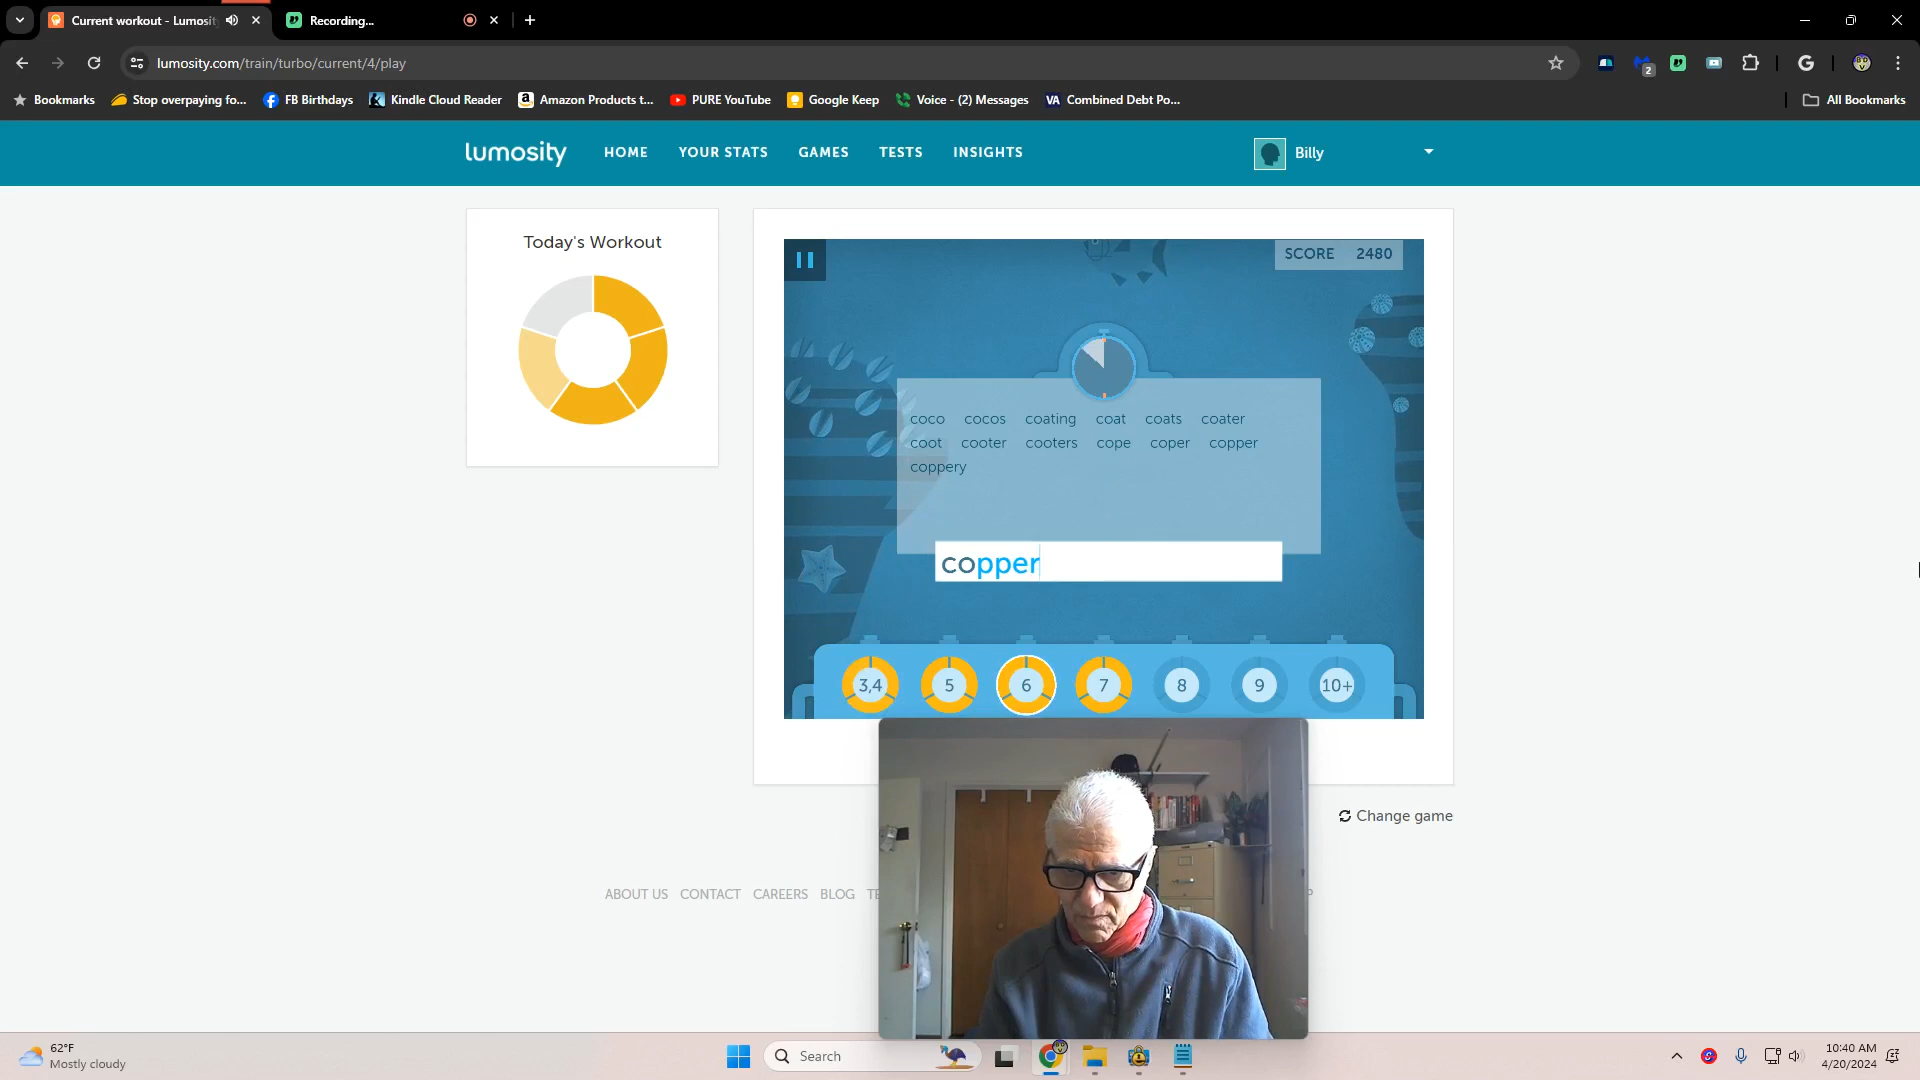 Current workout - Lumosit
Recording...
lumosity.com/train/turbo/current/4/play
2
Bookmarks
Stop overpaying fo...
FB Birthdays
Kindle Cloud Reader
Amazon Products t...
PURE YouTube
Google Keep
Voice - (2) Messages
VA Combined Debt Po...
All Bookmarks
lumosity HOME YOUR STATS GAMES TESTS INSIGHTS Billy
Today's Workout
SCORE 2480
coco cocos coating coat coats coater
coot cooter cooters cope coper copper
coppery
copper
3,4 5 6 7 8 9 10+
Change game
ABOUT US CONTACT CAREERS BLOG
62°F
Mostly cloudy
Search
10:40 AM
4/20/2024